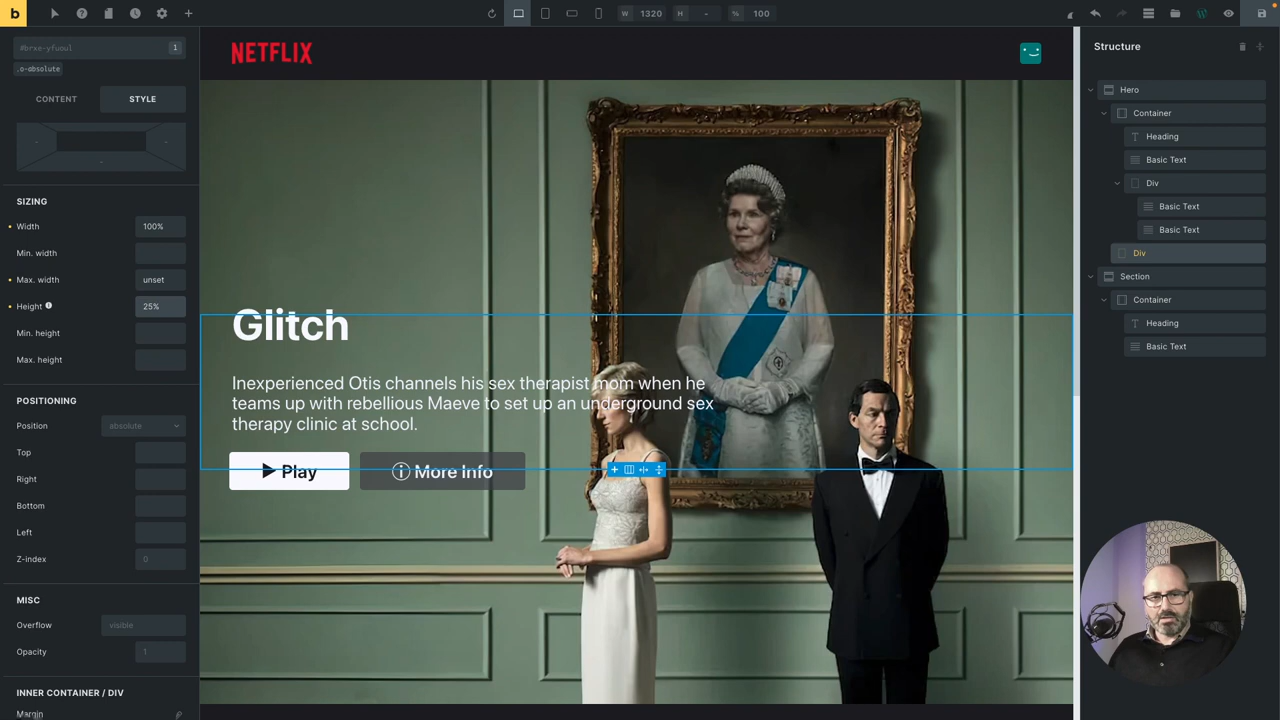 b
W 1320 H - % 100
#brxe-yfuoul 1
.o-absolute
CONTENT STYLE
SIZING
Width 100%
Min. width
Max. width unset
Height 25%
Min. height
Max. height
POSITIONING
Position absolute
Top
Right
Bottom
Left
Z-index 0
MISC
Overflow visible
Opacity 1
INNER CONTAINER / DIV
Margin
NETFLIX
Glitch
Inexperienced Otis channels his sex therapist mom when he
teams up with rebellious Maeve to set up an underground sex
therapy clinic at school.
Play More Info
Structure
Hero
Container
Heading
Basic Text
Div
Basic Text
Basic Text
Div
Section
Container
Heading
Basic Text